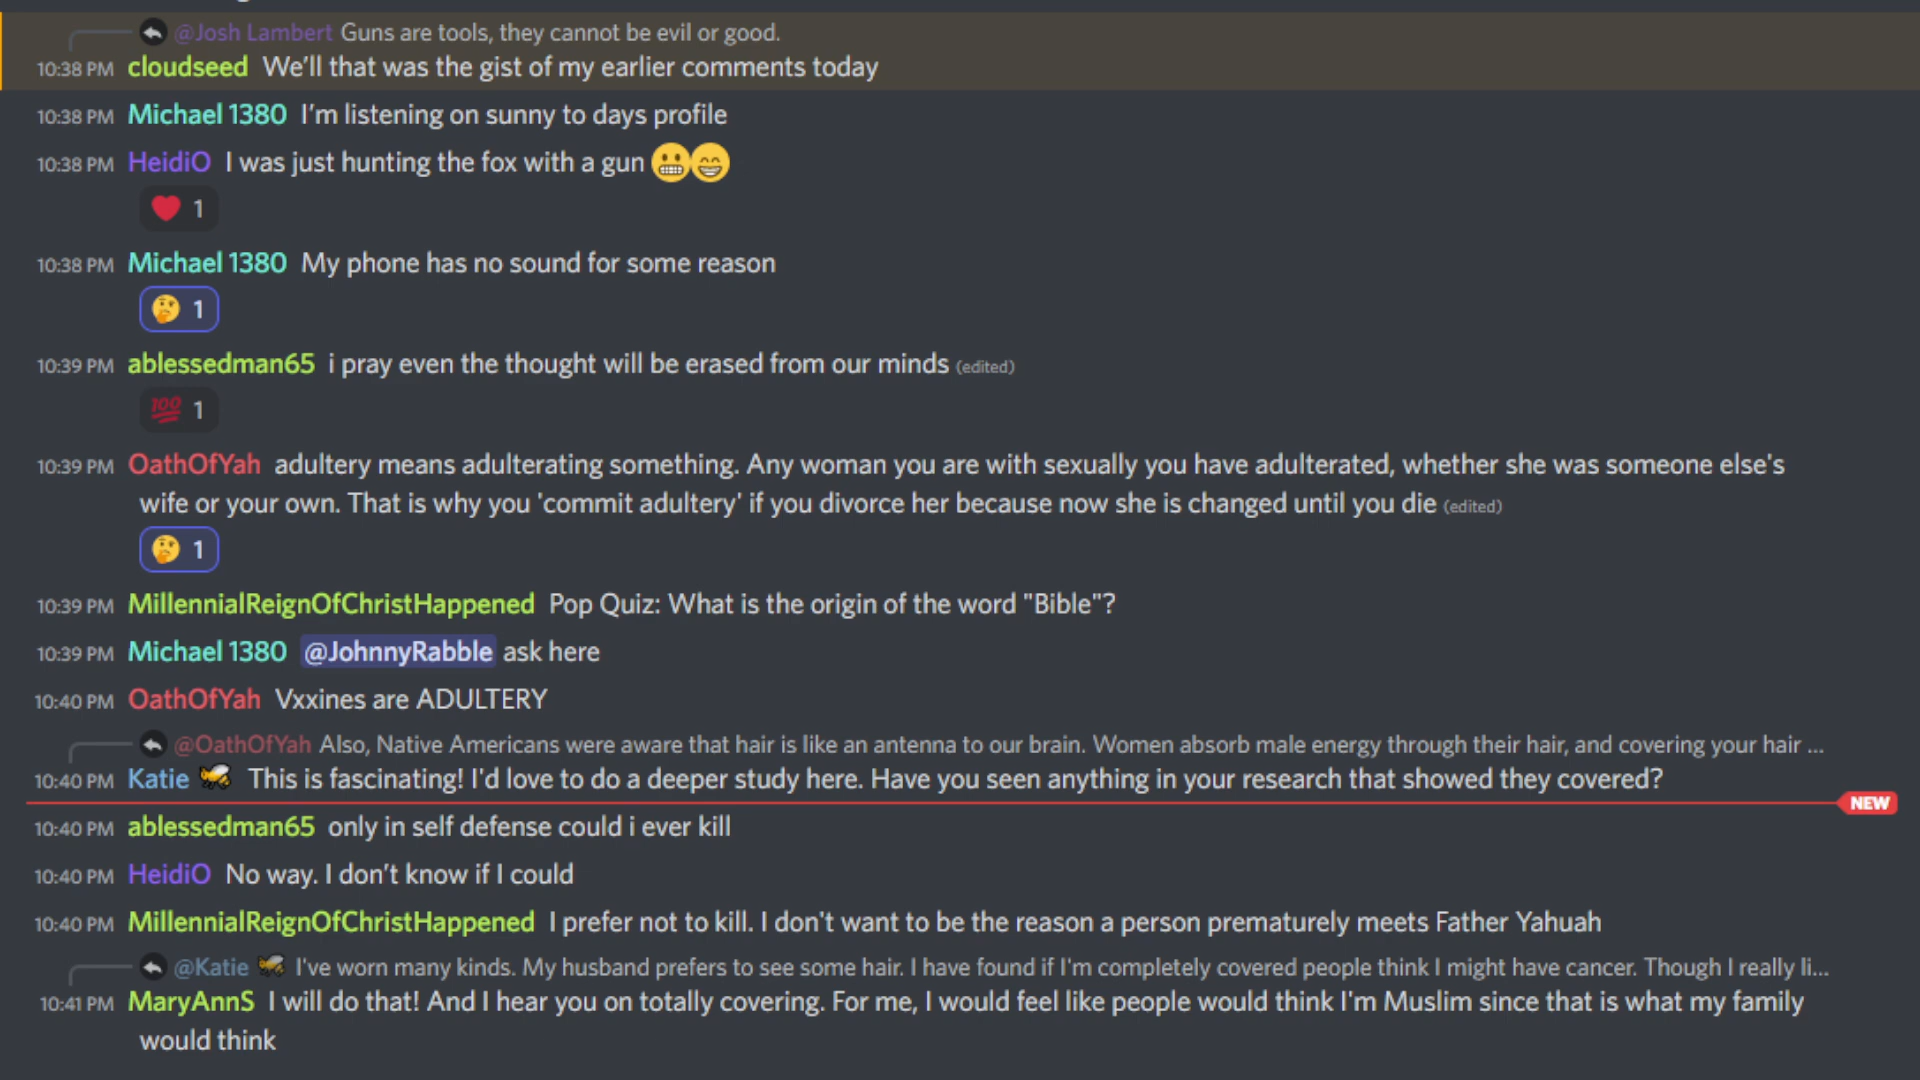 @Josh Lambert Guns are tools, they cannot be evil or good.
10:38 PM cloudseed We'll that was the gist of my earlier comments today
10:38 PM Michael 1380 I'm listening on sunny to days profile
10:38 PM HeidiO I was just hunting the fox with a gun 😬😁
❤️ 1
10:38 PM Michael 1380 My phone has no sound for some reason
🤔 1
10:39 PM ablessedman65 i pray even the thought will be erased from our minds (edited)
💯 1
10:39 PM OathOfYah adultery means adulterating something. Any woman you are with sexually you have adulterated, whether she was someone else's
wife or your own. That is why you 'commit adultery' if you divorce her because now she is changed until you die (edited)
🤔 1
10:39 PM MillennialReignOfChristHappened Pop Quiz: What is the origin of the word "Bible"?
10:39 PM Michael 1380 @JohnnyRabble ask here
10:40 PM OathOfYah Vxxines are ADULTERY
@OathOfYah Also, Native Americans were aware that hair is like an antenna to our brain. Women absorb male energy through their hair, and covering your hair ...
10:40 PM Katie 🐝 This is fascinating! I'd love to do a deeper study here. Have you seen anything in your research that showed they covered?
NEW
10:40 PM ablessedman65 only in self defense could i ever kill
10:40 PM HeidiO No way. I don't know if I could
10:40 PM MillennialReignOfChristHappened I prefer not to kill. I don't want to be the reason a person prematurely meets Father Yahuah
@Katie 🐝 I've worn many kinds. My husband prefers to see some hair. I have found if I'm completely covered people think I might have cancer. Though I really li...
10:41 PM MaryAnnS I will do that! And I hear you on totally covering. For me, I would feel like people would think I'm Muslim since that is what my family
would think